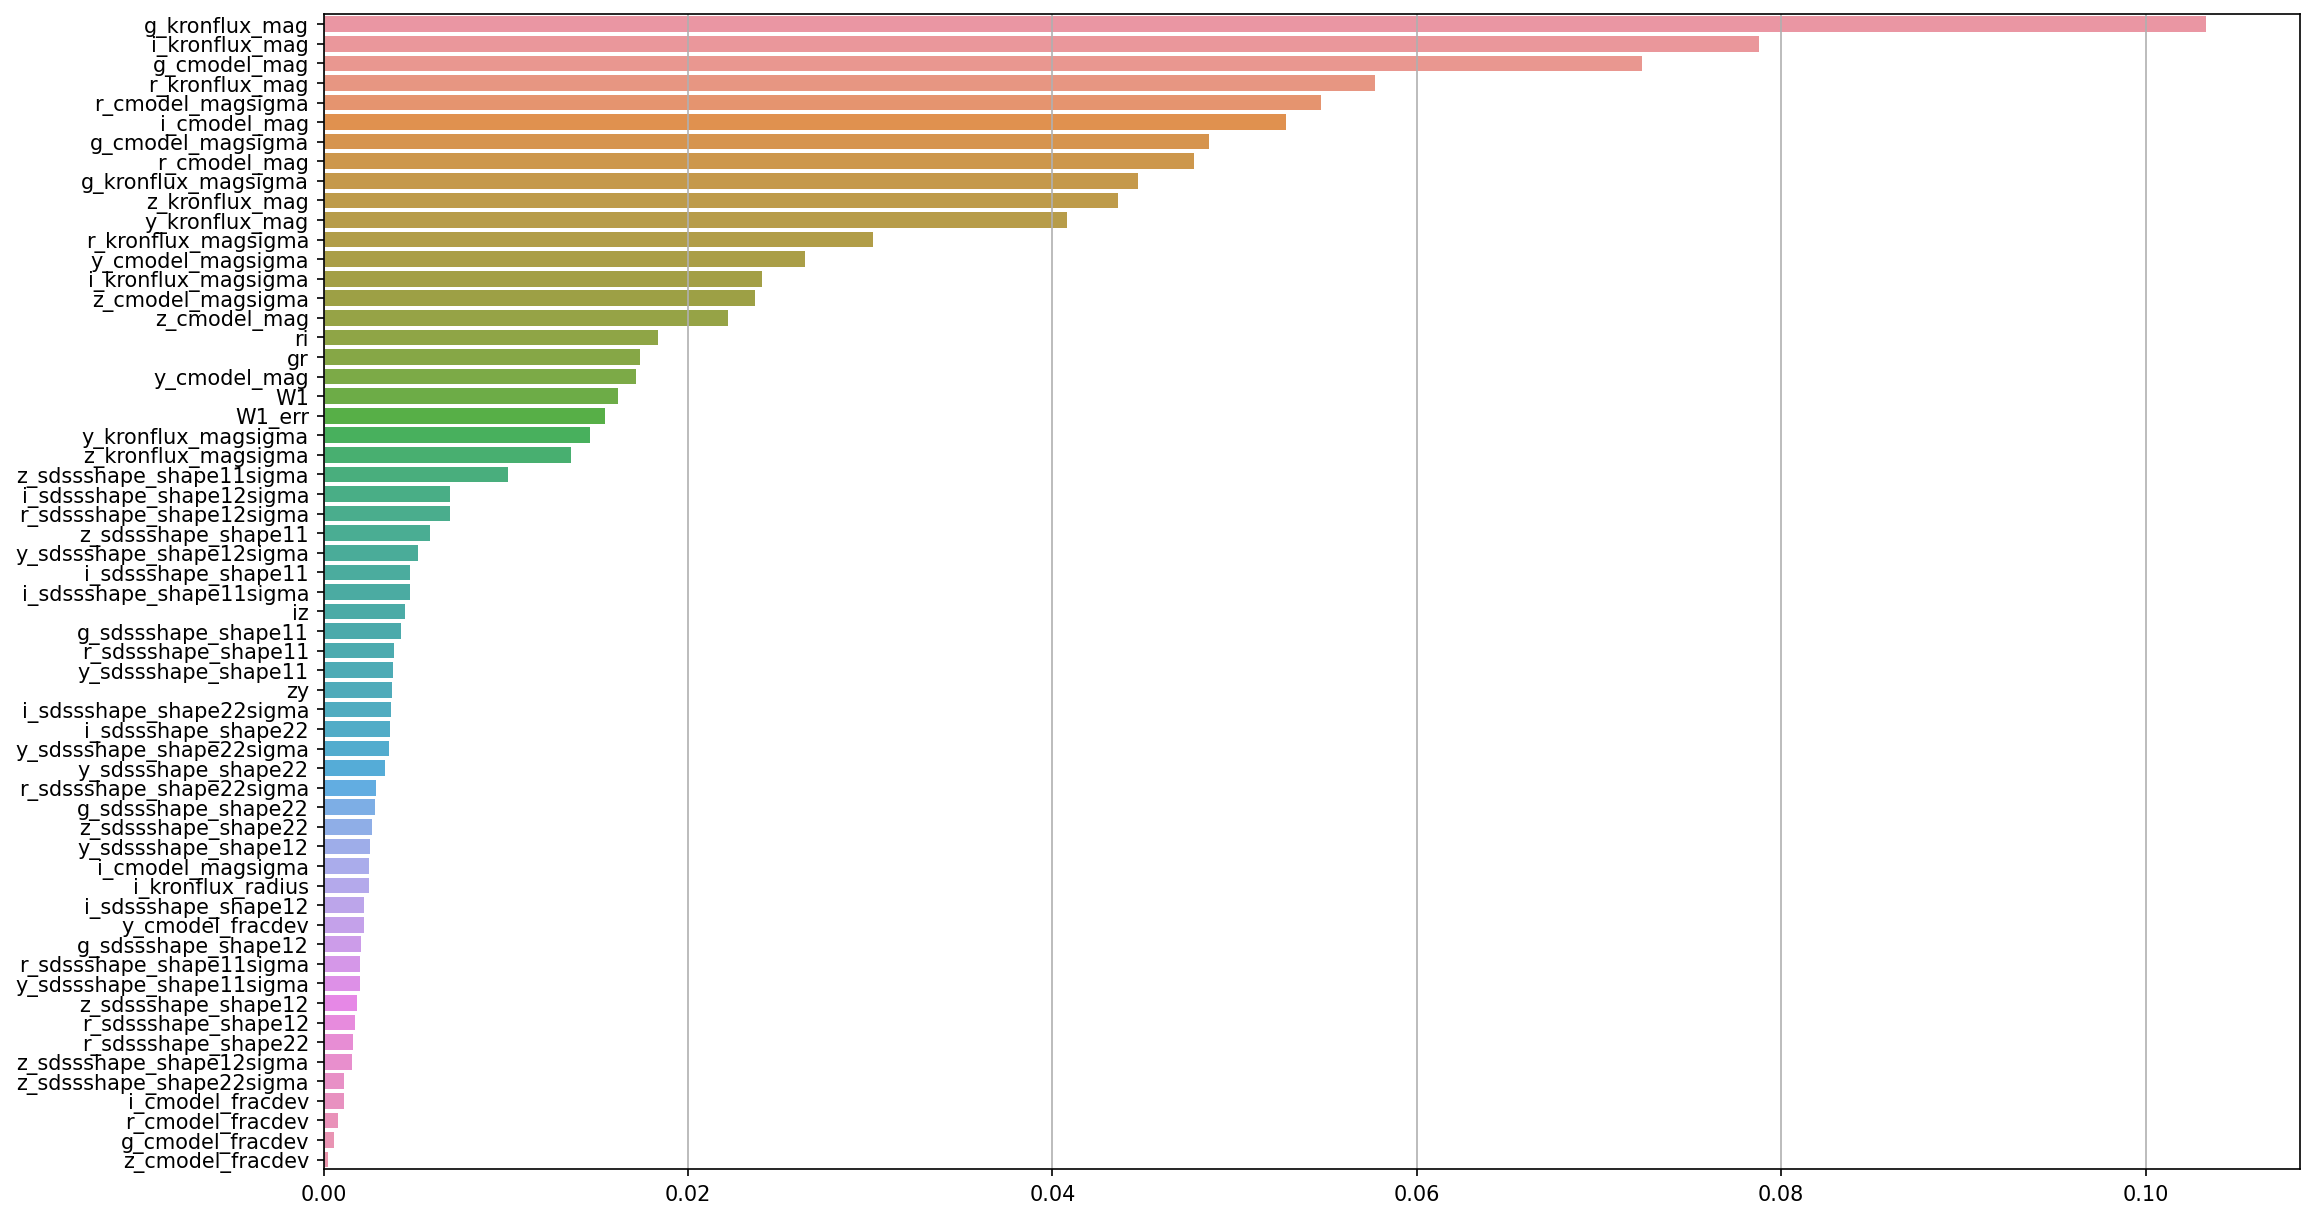 g_kronflux_mag
i_kronflux_mag
g_cmodel_mag
r_kronflux_mag
r_cmodel_magsigma
i_cmodel_mag
g_cmodel_magsigma
r_cmodel_mag
g_kronflux_magsigma
z_kronflux_mag
y_kronflux_mag
r_kronflux_magsigma
y_cmodel_magsigma
i_kronflux_magsigma
z_cmodel_magsigma
z_cmodel_mag
ri
gr
y_cmodel_mag
W1
W1_err
y_kronflux_magsigma
z_kronflux_magsigma
z_sdssshape_shape11sigma
i_sdssshape_shape12sigma
r_sdssshape_shape12sigma
z_sdssshape_shape11
y_sdssshape_shape12sigma
i_sdssshape_shape11
i_sdssshape_shape11sigma
iz
g_sdssshape_shape11
r_sdssshape_shape11
y_sdssshape_shape11
zy
i_sdssshape_shape22sigma
i_sdssshape_shape22
y_sdssshape_shape22sigma
y_sdssshape_shape22
r_sdssshape_shape22sigma
g_sdssshape_shape22
z_sdssshape_shape22
y_sdssshape_shape12
i_cmodel_magsigma
i_kronflux_radius
i_sdssshape_shape12
y_cmodel_fracdev
g_sdssshape_shape12
r_sdssshape_shape11sigma
y_sdssshape_shape11sigma
z_sdssshape_shape12
r_sdssshape_shape12
r_sdssshape_shape22
z_sdssshape_shape12sigma
z_sdssshape_shape22sigma
i_cmodel_fracdev
r_cmodel_fracdev
g_cmodel_fracdev
z_cmodel_fracdev
0.00 0.02 0.04 0.06 0.08 0.10